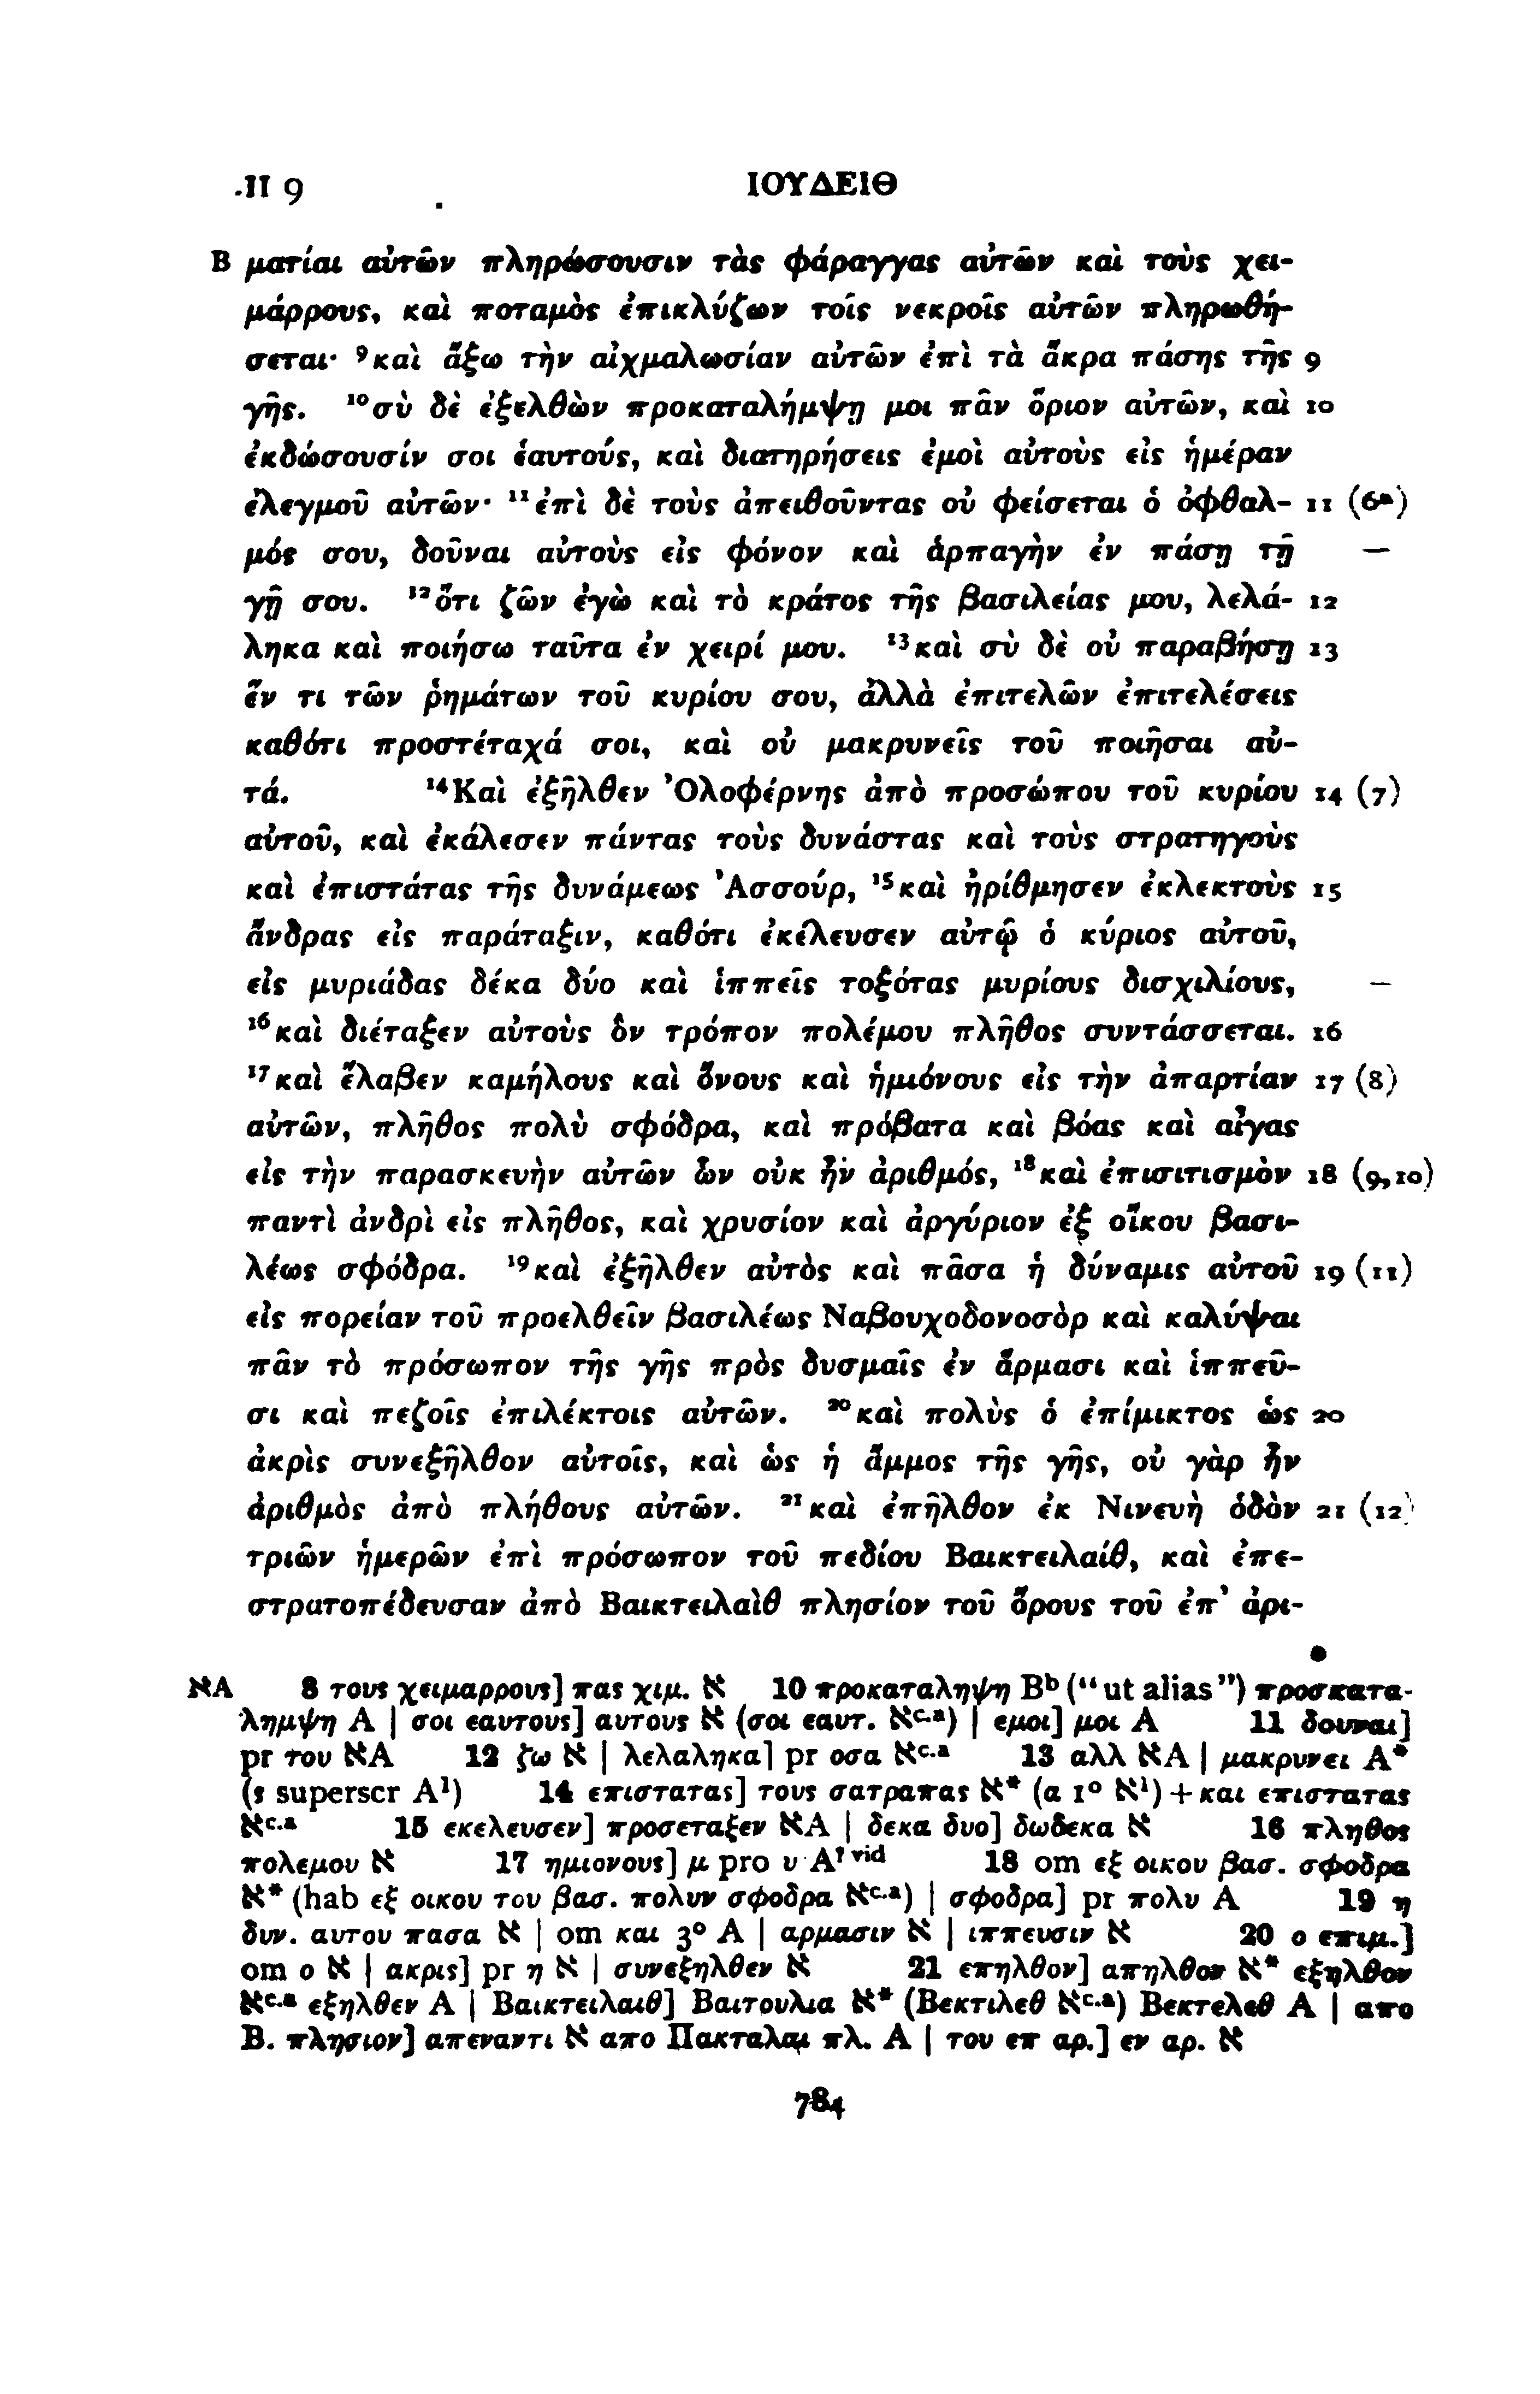 .II 9 ΙΟΥΔΕΙΘ
B ματίαι αὐτῶν πληρώσουσιν τὰς φάραγγας αὐτῶν καὶ τοὺς χει-
μάρρους, καὶ ποταμὸς ἐπικλύζων τοῖς νεκροῖς αὐτῶν πληρωθή-
σεται· ⁹καὶ ἄξω τὴν αἰχμαλωσίαν αὐτῶν ἐπὶ τὰ ἄκρα πάσης τῆς 9
γῆς. ¹⁰σὺ δὲ ἐξελθὼν προκαταλήμψῃ μοι πᾶν ὅριον αὐτῶν, καὶ 10
ἐκδώσουσίν σοι ἑαυτούς, καὶ διατηρήσεις ἐμοὶ αὐτοὺς εἰς ἡμέραν
ἐλεγμοῦ αὐτῶν· ¹¹ἐπὶ δὲ τοὺς ἀπειθοῦντας οὐ φείσεται ὁ ὀφθαλ- 11 (6ᵃ)
μός σου, δοῦναι αὐτοὺς εἰς φόνον καὶ ἁρπαγὴν ἐν πάσῃ τῇ —
γῇ σου. ¹²ὅτι ζῶν ἐγὼ καὶ τὸ κράτος τῆς βασιλείας μου, λελά- 12
ληκα καὶ ποιήσω ταῦτα ἐν χειρί μου. ¹³καὶ σὺ δὲ οὐ παραβήσῃ 13
ἕν τι τῶν ῥημάτων τοῦ κυρίου σου, ἀλλὰ ἐπιτελῶν ἐπιτελέσεις
καθότι προστέταχά σοι, καὶ οὐ μακρυνεῖς τοῦ ποιῆσαι αὐ-
τά. ¹⁴Καὶ ἐξῆλθεν Ὀλοφέρνης ἀπὸ προσώπου τοῦ κυρίου 14 (7)
αὐτοῦ, καὶ ἐκάλεσεν πάντας τοὺς δυνάστας καὶ τοὺς στρατηγοὺς
καὶ ἐπιστάτας τῆς δυνάμεως Ἀσσούρ, ¹⁵καὶ ἠρίθμησεν ἐκλεκτοὺς 15
ἄνδρας εἰς παράταξιν, καθότι ἐκέλευσεν αὐτῷ ὁ κύριος αὐτοῦ,
εἰς μυριάδας δέκα δύο καὶ ἱππεῖς τοξότας μυρίους δισχιλίους, —
¹⁶καὶ διέταξεν αὐτοὺς ὃν τρόπον πολέμου πλῆθος συντάσσεται. 16
¹⁷καὶ ἔλαβεν καμήλους καὶ ὄνους καὶ ἡμιόνους εἰς τὴν ἀπαρτίαν 17 (8)
αὐτῶν, πλῆθος πολὺ σφόδρα, καὶ πρόβατα καὶ βόας καὶ αἶγας
εἰς τὴν παρασκευὴν αὐτῶν ὧν οὐκ ἦν ἀριθμός, ¹⁸καὶ ἐπισιτισμὸν 18 (9, 10)
παντὶ ἀνδρὶ εἰς πλῆθος, καὶ χρυσίον καὶ ἀργύριον ἐξ οἴκου βασι-
λέως σφόδρα. ¹⁹καὶ ἐξῆλθεν αὐτὸς καὶ πᾶσα ἡ δύναμις αὐτοῦ 19 (11)
εἰς πορείαν τοῦ προελθεῖν βασιλέως Ναβουχοδονοσὸρ καὶ καλύψαι
πᾶν τὸ πρόσωπον τῆς γῆς πρὸς δυσμαῖς ἐν ἅρμασι καὶ ἱππεῦ-
σι καὶ πεζοῖς ἐπιλέκτοις αὐτῶν. ²⁰καὶ πολὺς ὁ ἐπίμικτος ὡς 20
ἀκρὶς συνεξῆλθον αὐτοῖς, καὶ ὡς ἡ ἄμμος τῆς γῆς, οὐ γὰρ ἦν
ἀριθμὸς ἀπὸ πλήθους αὐτῶν. ²¹καὶ ἐπῆλθον ἐκ Νινευὴ ὁδὸν 21 (12)
τριῶν ἡμερῶν ἐπὶ πρόσωπον τοῦ πεδίου Βαικτειλαίθ, καὶ ἐπε-
στρατοπέδευσαν ἀπὸ Βαικτειλαὶθ πλησίον τοῦ ὄρους τοῦ ἐπ' ἀρι-
אA 8 τους χειμαρρους] πας χιμ. א 10 προκαταληψη Bᵇ (“ut alias”) προσκατα-
λημψη A | σοι εαυτους] αυτους א (σοι εαυτ. אᶜ·ᵃ) | εμοι] μοι A 11 δουναι]
pr του אA 12 ζω א | λελαληκα] pr οσα אᶜ·ᵃ 13 αλλ אA | μακρυνει A*
(ς superscr A¹) 14 επιστατας] τους σατραπας א* (α 1° א¹) + και επιστατας
אᶜ·ᵃ 15 εκελευσεν] προσεταξεν אA | δεκα δυο] δωδεκα א 16 πληθος
πολεμου א 17 ημιονους] μ pro υ A? ᵛⁱᵈ 18 om εξ οικου βασ. σφοδρα
א* (hab εξ οικου του βασ. πολυν σφοδρα אᶜ·ᵃ) | σφοδρα] pr πολυ A 19 η
δυν. αυτου πασα א | om και 3° A | αρμασιν א | ιππευσιν א 20 ο επιμ.]
om ο א | ακρις] pr η א | συνεξηλθεν א 21 επηλθον] απηλθον א* εξηλθον
אᶜ·ᵃ εξηλθεν A | Βαικτειλαιθ] Βαιτουλια א* (Βεκτιλεθ אᶜ·ᵃ) Βεκτελεθ A | απο
Β. πλησιον] απεναντι א απο Πακταλαι πλ. A | του επ αρ.] εν αρ. א
784